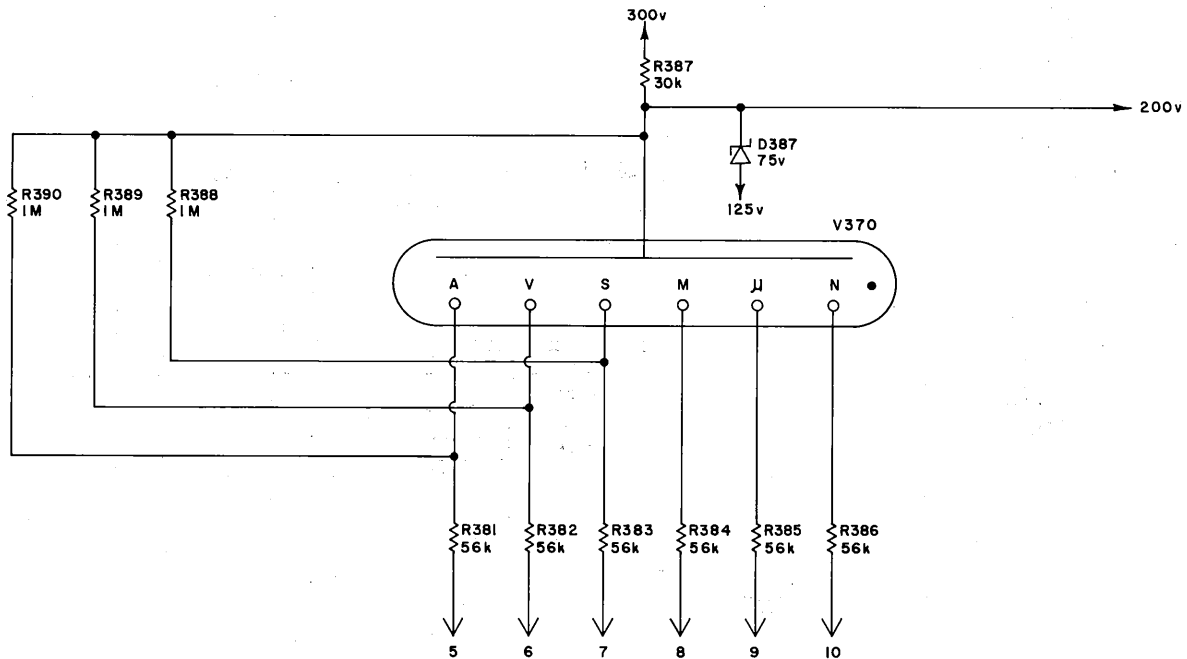 300v
R387
30k
200v
D387
75v
125v
R390
1M
R389
1M
R388
1M
V370
A V S M μ N
R381
56k
R382
56k
R383
56k
R384
56k
R385
56k
R386
56k
5 6 7 8 9 10